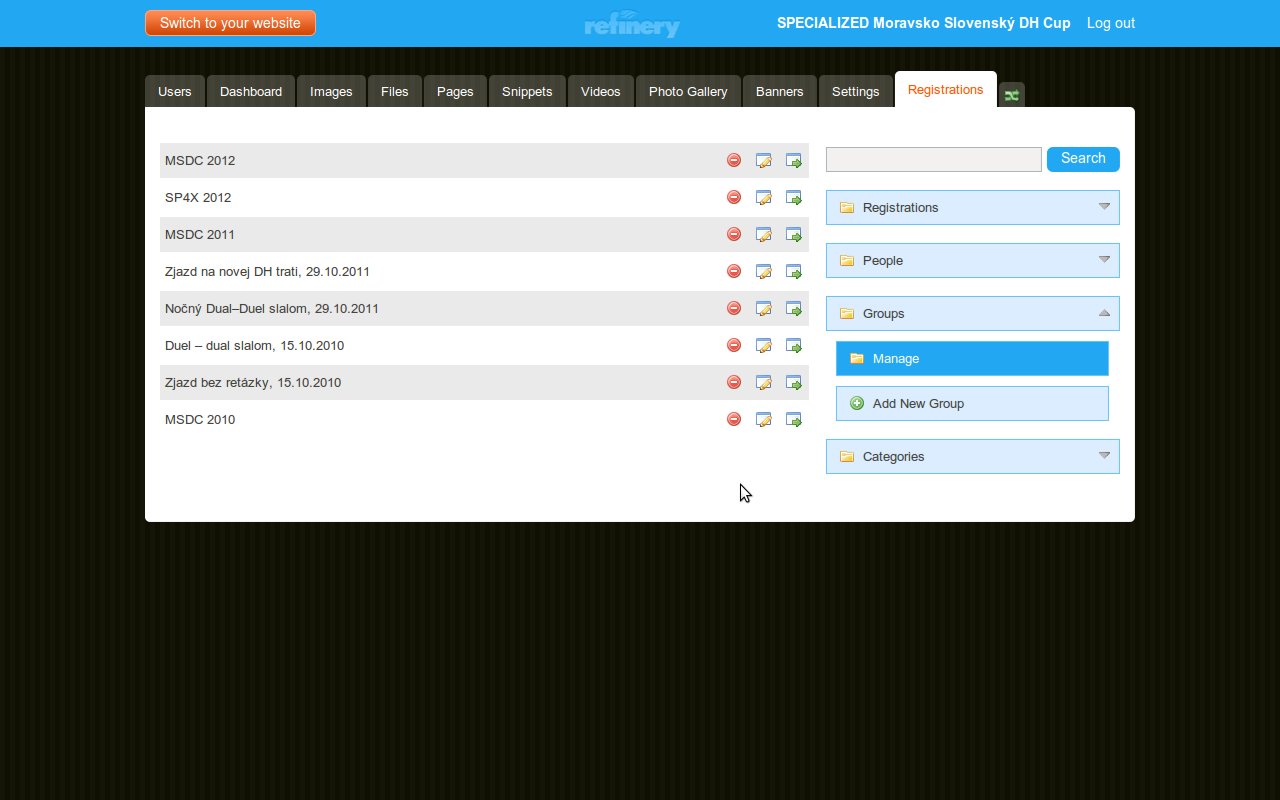 Switch to your website
refinery
SPECIALIZED Moravsko Slovenský DH Cup Log out
Users Dashboard Images Files Pages Snippets Videos Photo Gallery Banners Settings Registrations
MSDC 2012
SP4X 2012
MSDC 2011
Zjazd na novej DH trati, 29.10.2011
Nočný Dual–Duel slalom, 29.10.2011
Duel – dual slalom, 15.10.2010
Zjazd bez retázky, 15.10.2010
MSDC 2010
Search
Registrations
People
Groups
Manage
Add New Group
Categories